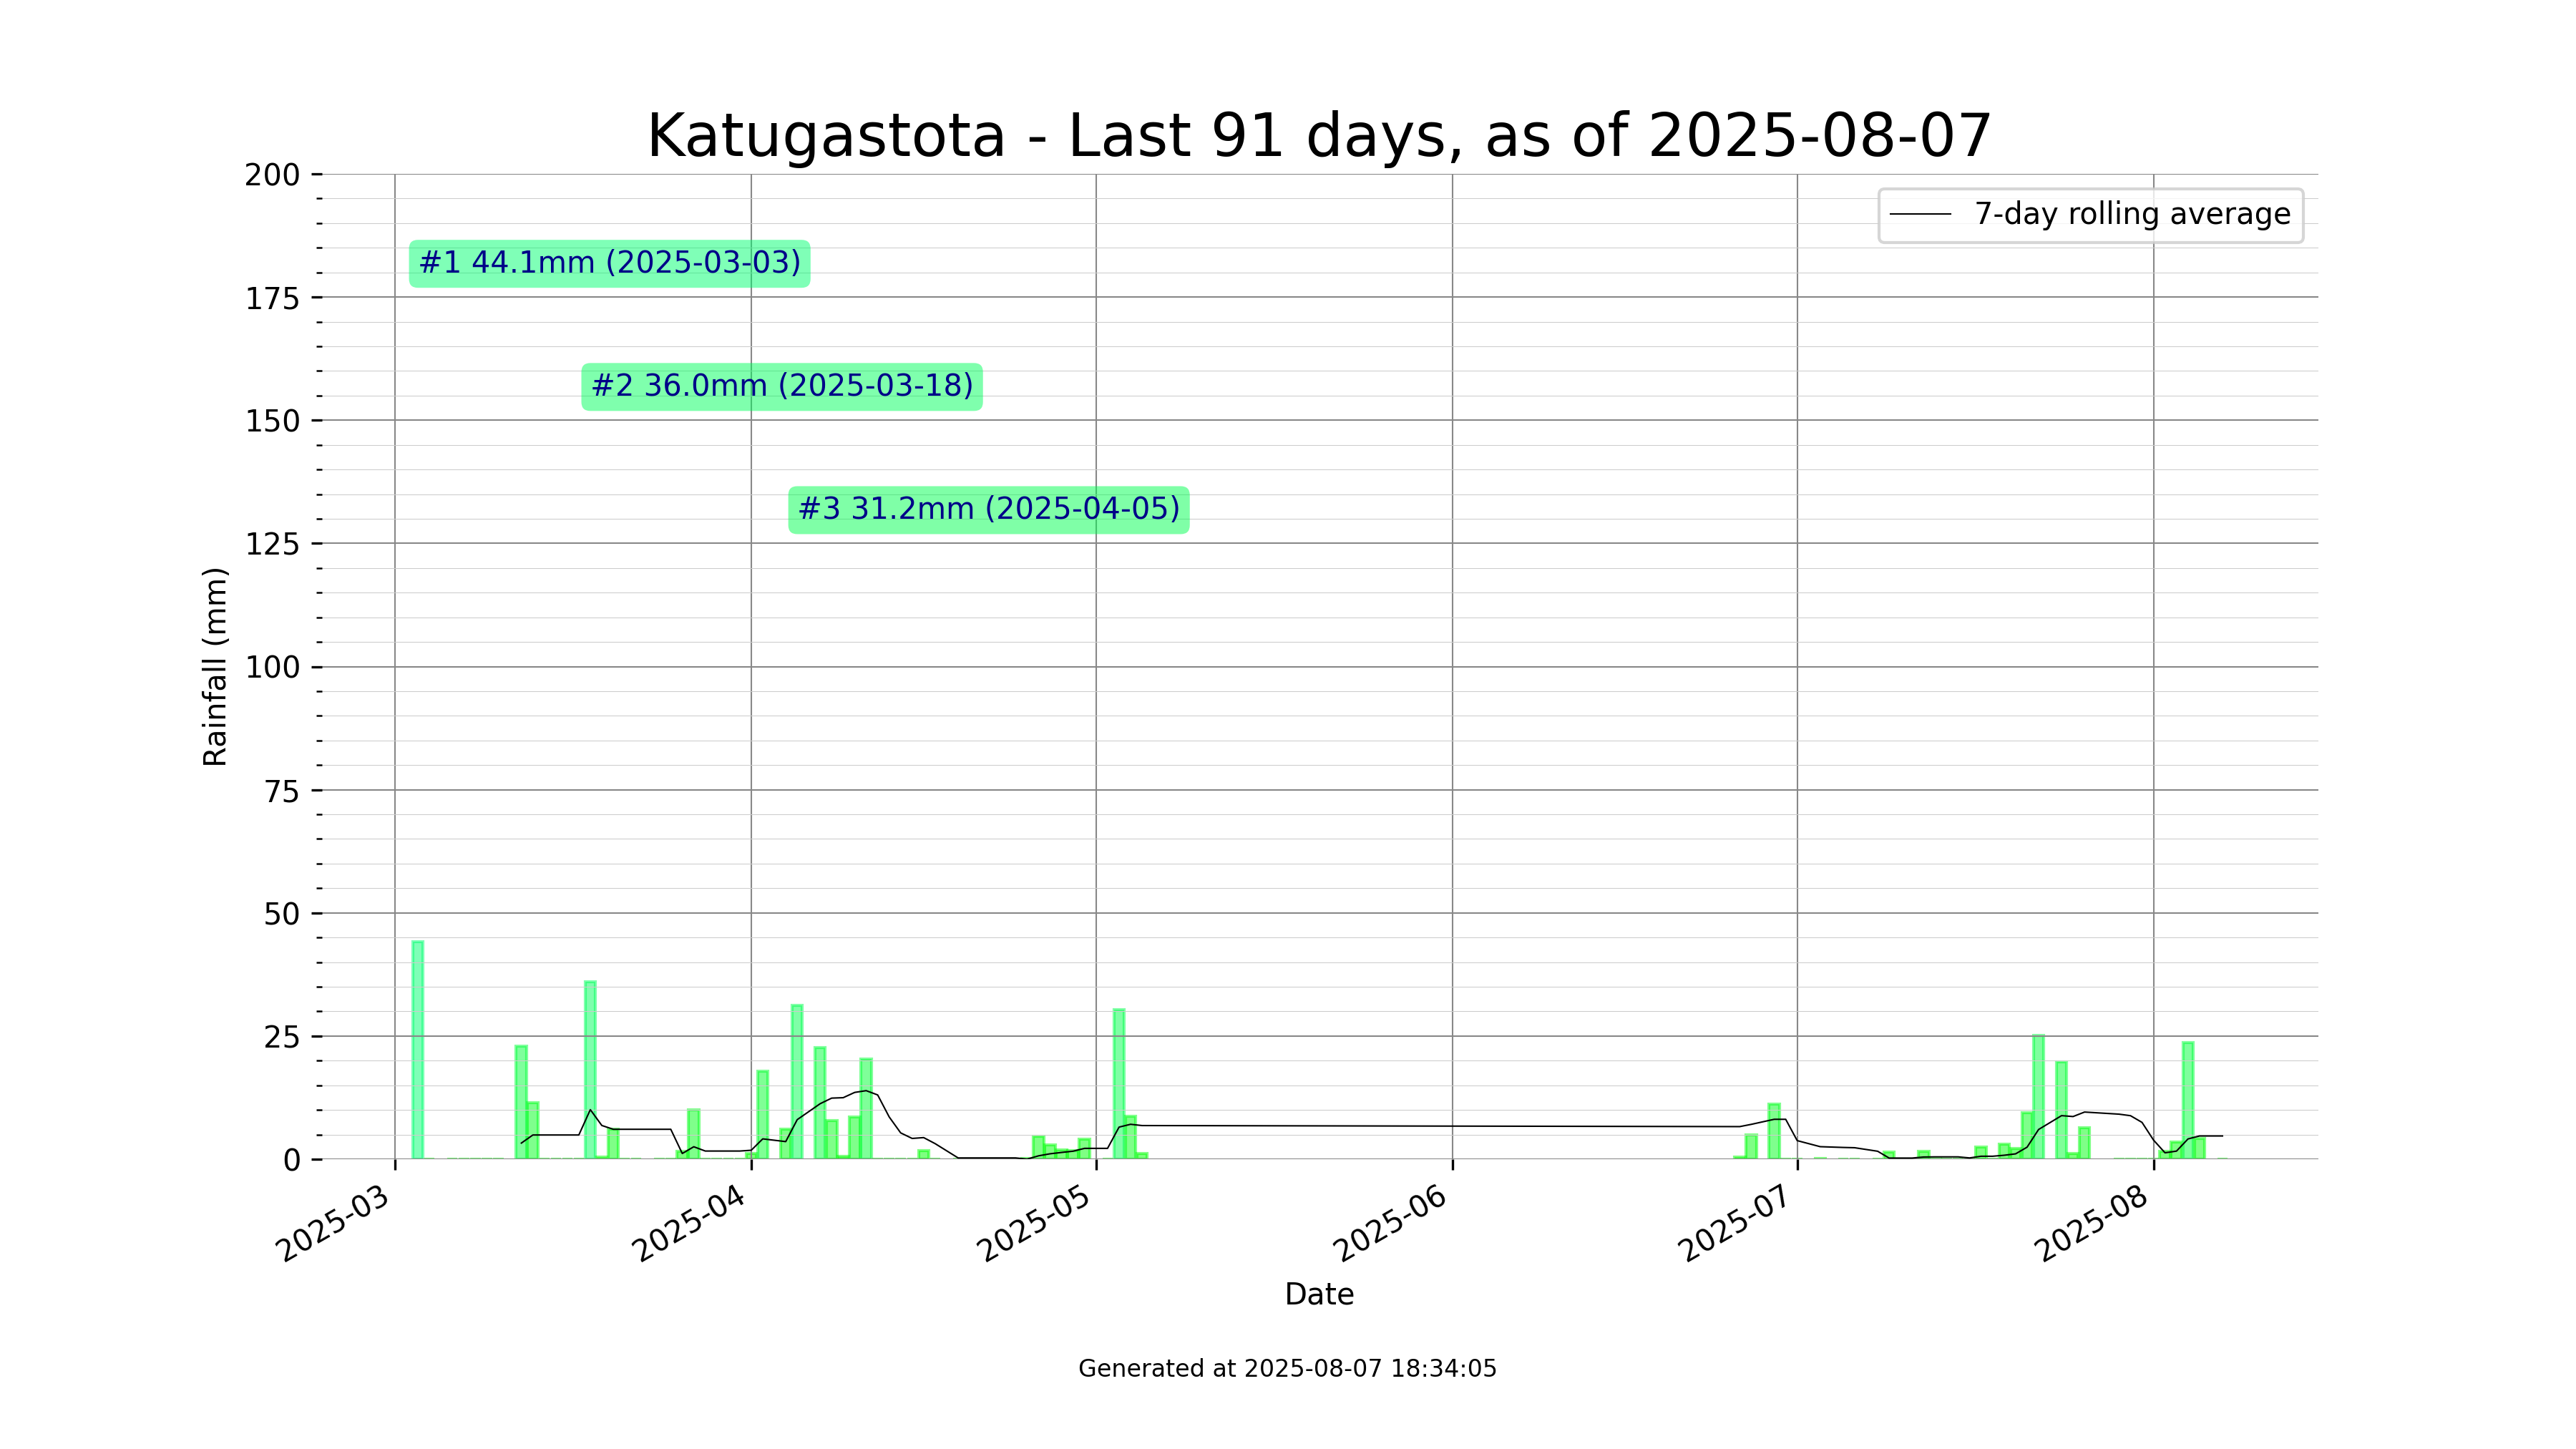 Katugastota - Last 91 days, as of 2025-08-07
7-day rolling average
#1 44.1mm (2025-03-03)
#2 36.0mm (2025-03-18)
#3 31.2mm (2025-04-05)
Rainfall (mm)
200
175
150
125
100
75
50
25
0
2025-03
2025-04
2025-05
2025-06
2025-07
2025-08
Date
Generated at 2025-08-07 18:34:05